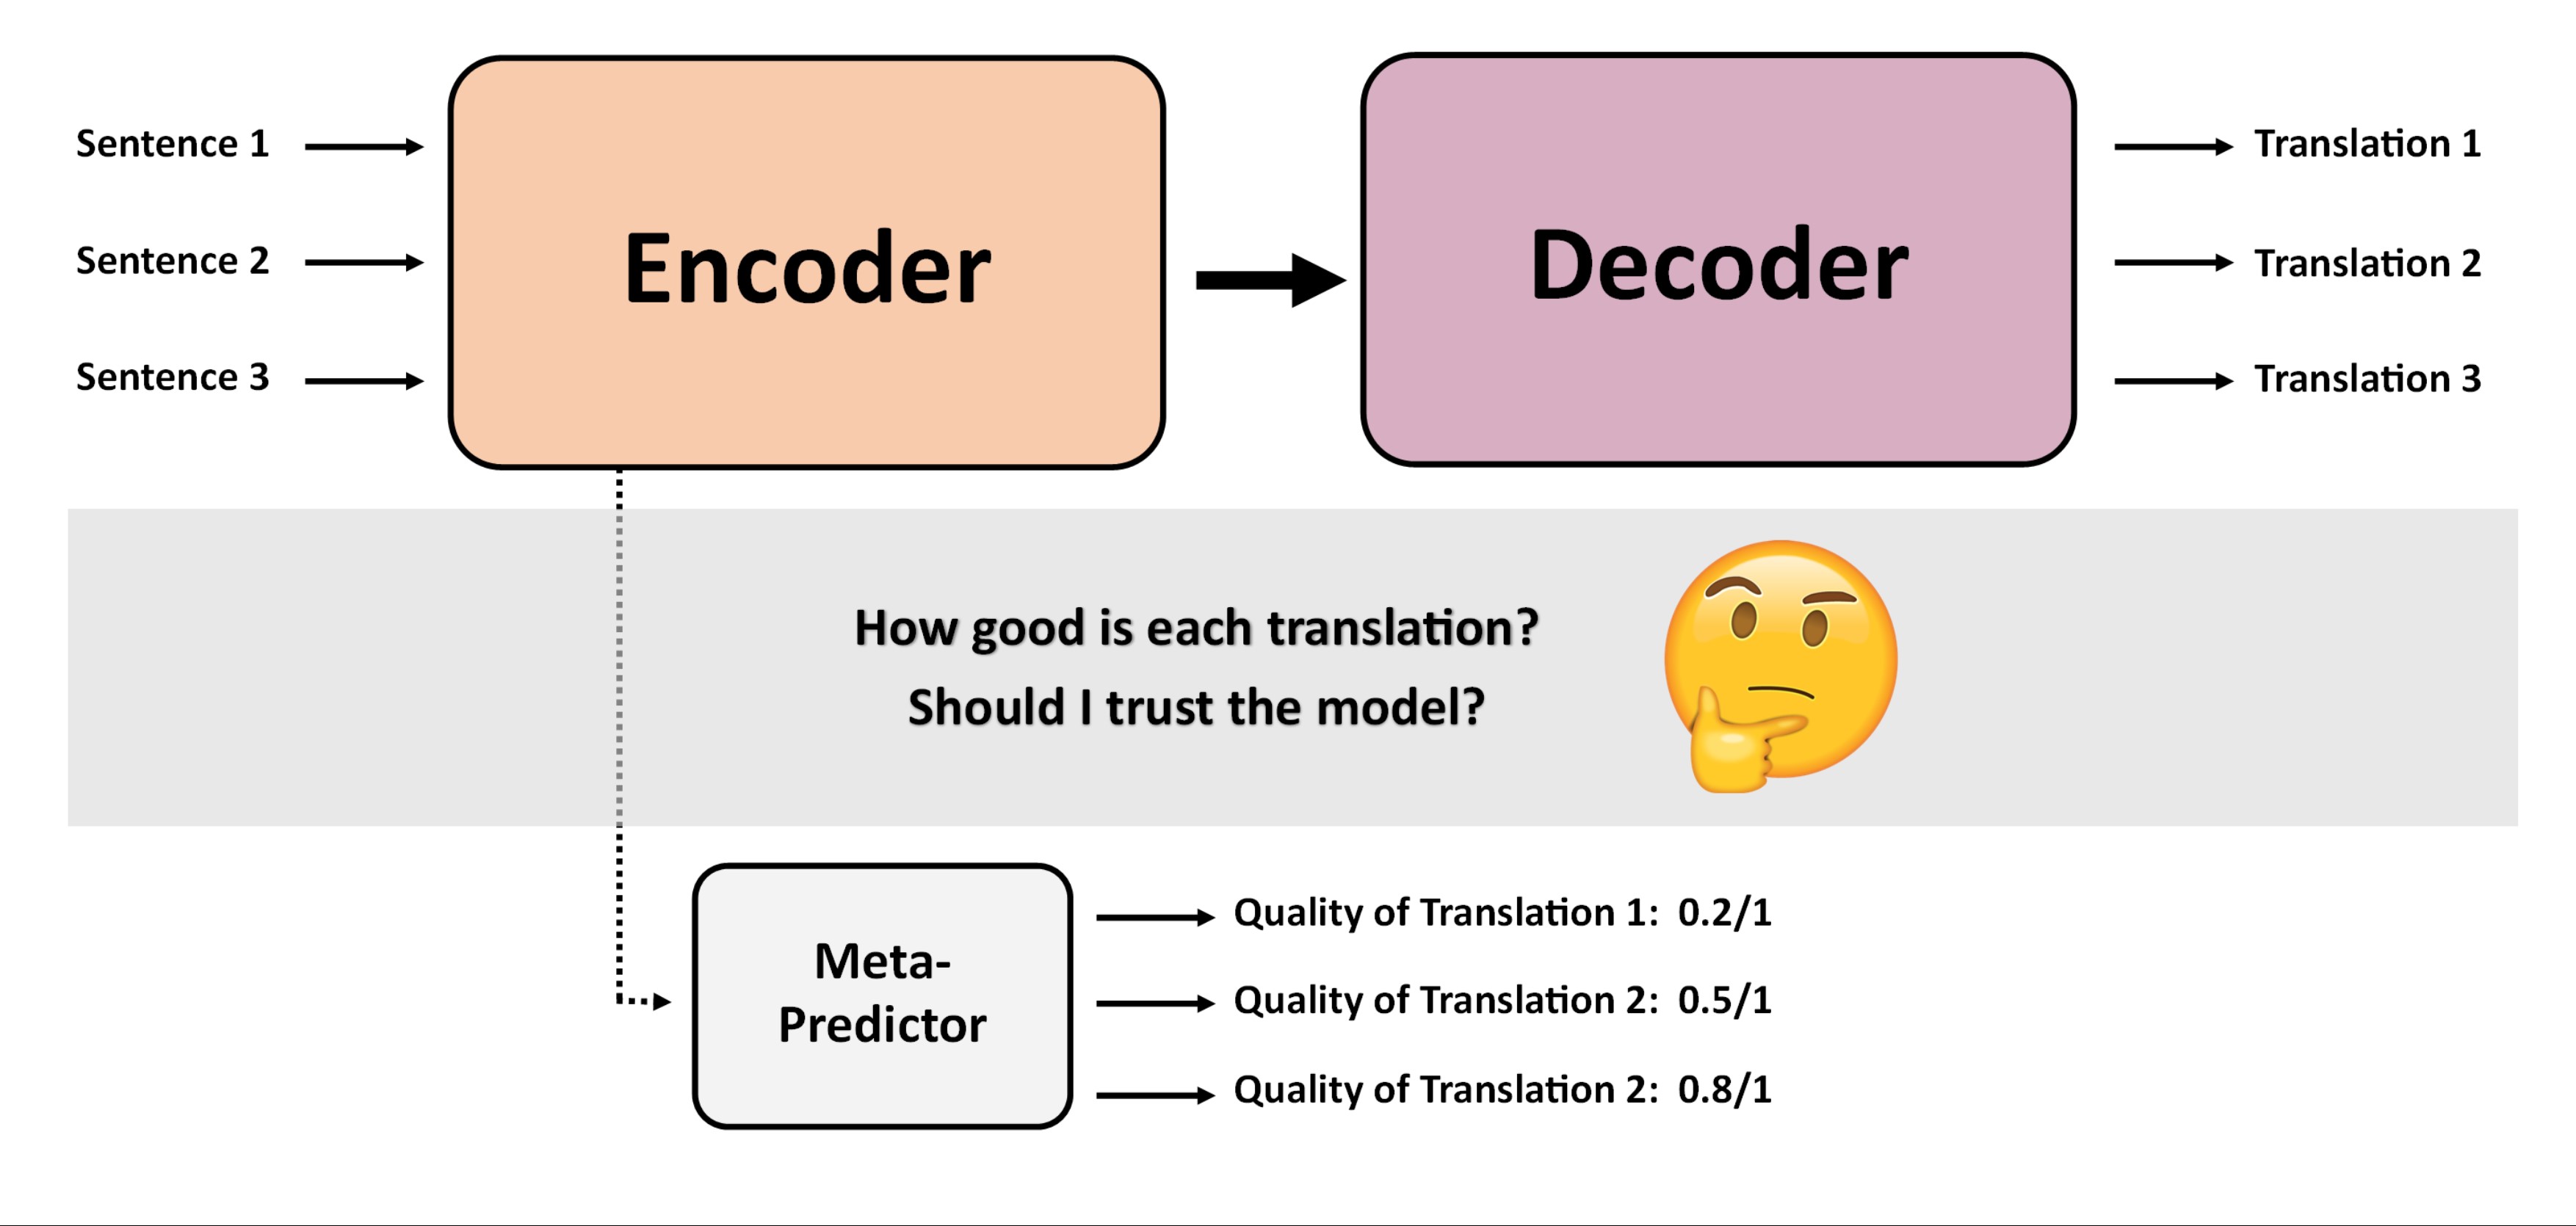 Sentence 1
Sentence 2
Sentence 3
Encoder
Decoder
Translation 1
Translation 2
Translation 3
How good is each translation?
Should I trust the model?
Meta-
Predictor
Quality of Translation 1: 0.2/1
Quality of Translation 2: 0.5/1
Quality of Translation 2: 0.8/1